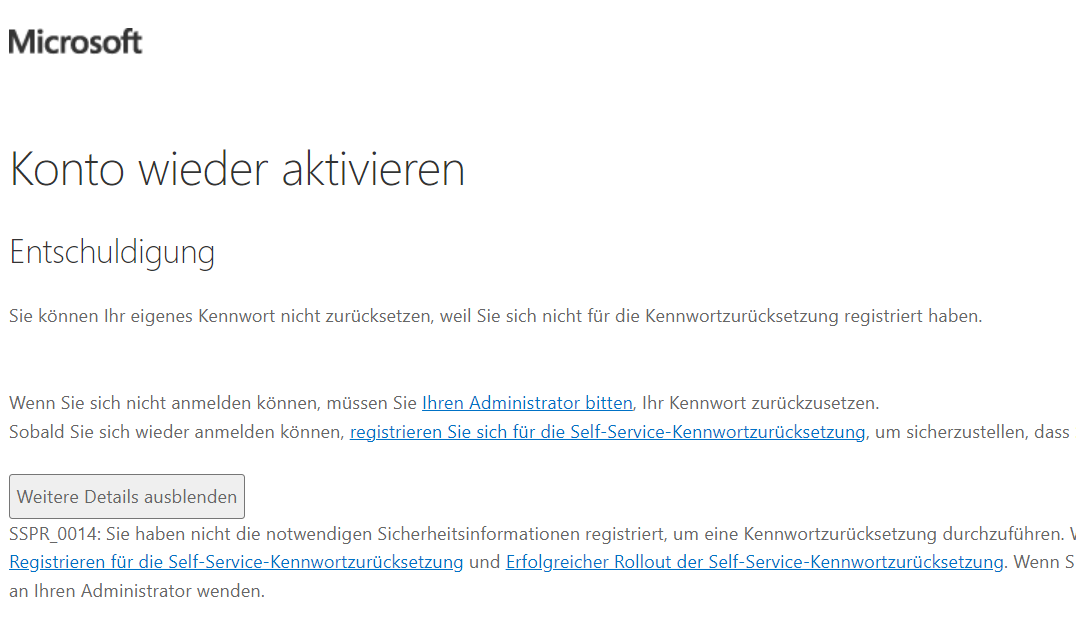 Microsoft
Konto wieder aktivieren
Entschuldigung
Sie können Ihr eigenes Kennwort nicht zurücksetzen, weil Sie sich nicht für die Kennwortzurücksetzung registriert haben.
Wenn Sie sich nicht anmelden können, müssen Sie Ihren Administrator bitten, Ihr Kennwort zurückzusetzen.
Sobald Sie sich wieder anmelden können, registrieren Sie sich für die Self-Service-Kennwortzurücksetzung, um sicherzustellen, dass
Weitere Details ausblenden
SSPR_0014: Sie haben nicht die notwendigen Sicherheitsinformationen registriert, um eine Kennwortzurücksetzung durchzuführen.
Registrieren für die Self-Service-Kennwortzurücksetzung und Erfolgreicher Rollout der Self-Service-Kennwortzurücksetzung. Wenn
an Ihren Administrator wenden.